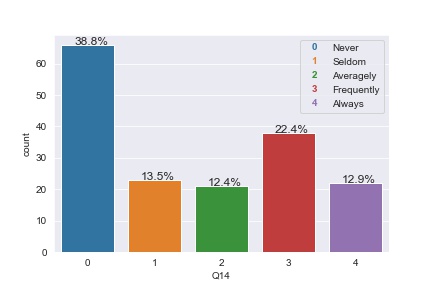 38.8%
0 Never
1 Seldom
2 Averagely
3 Frequently
4 Always
13.5%
12.4%
22.4%
12.9%
60
50
40
30
20
10
0
count
0 1 2 3 4
Q14